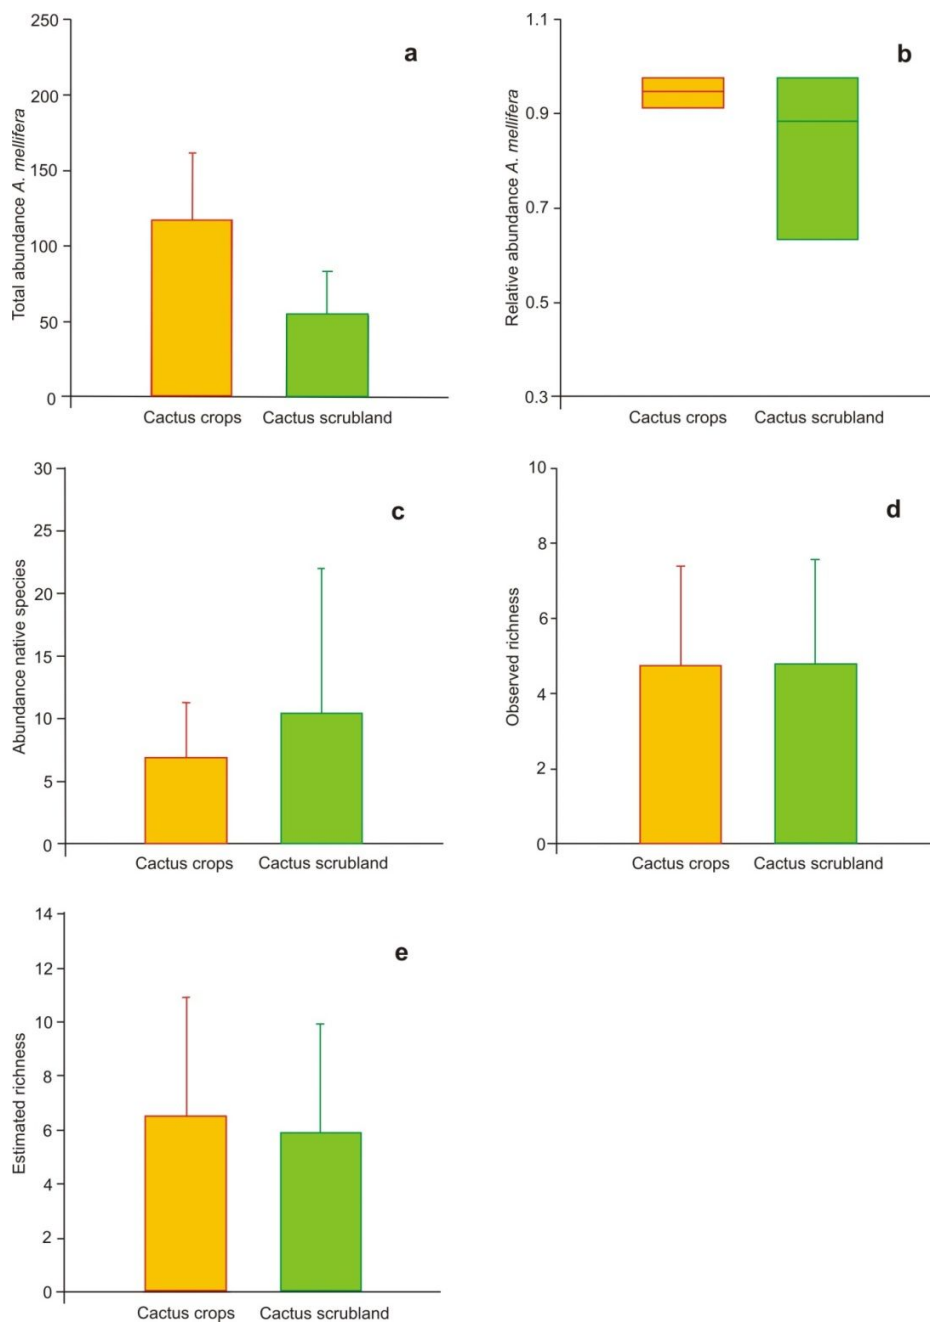 a
Total abundance A. mellifera
250
200
150
100
50
0
Cactus crops Cactus scrubland
b
Relative abundance A. mellifera
1.1
0.9
0.7
0.5
0.3
Cactus crops Cactus scrubland
c
Abundance native species
30
25
20
15
10
5
0
Cactus crops Cactus scrubland
d
Observed richness
10
8
6
4
2
0
Cactus crops Cactus scrubland
e
Estimated richness
14
12
10
8
6
4
2
0
Cactus crops Cactus scrubland